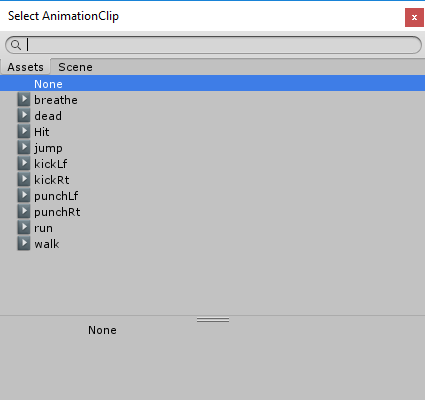 Select AnimationClip
x
Assets Scene
None
breathe
dead
Hit
jump
kickLf
kickRt
punchLf
punchRt
run
walk
None